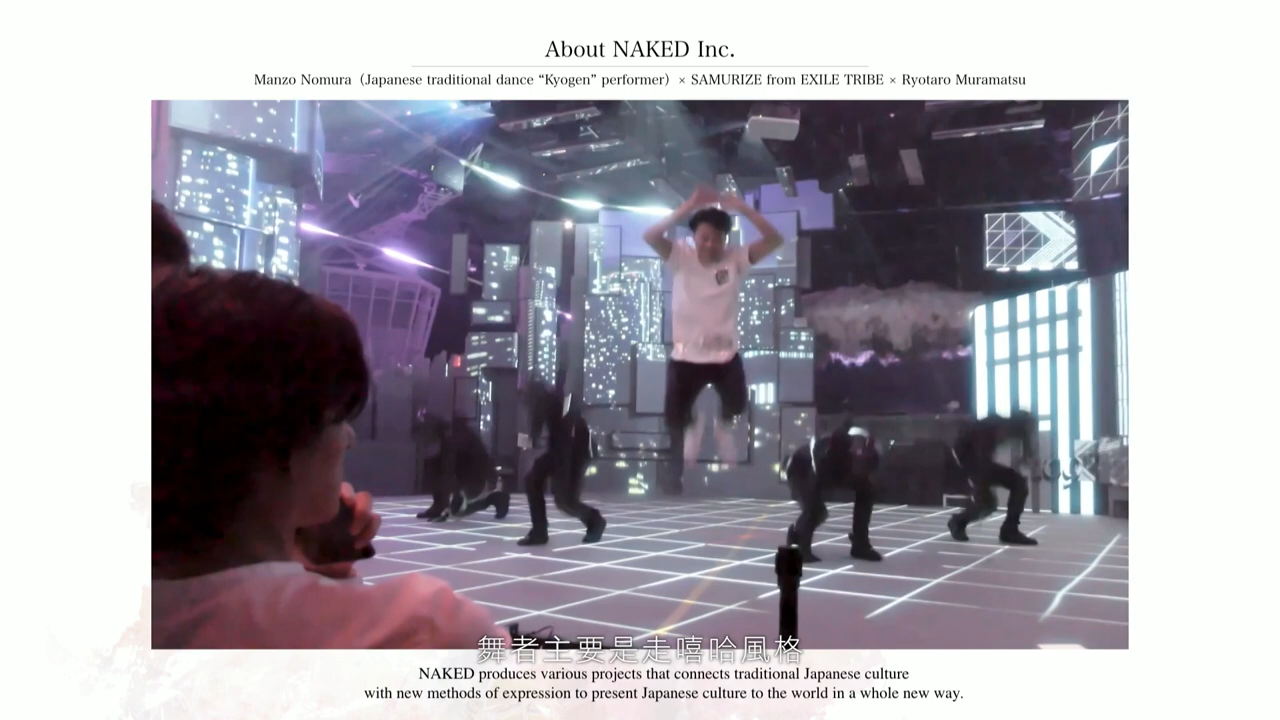 About NAKED Inc.
Manzo Nomura（Japanese traditional dance “Kyogen” performer）× SAMURIZE from EXILE TRIBE × Ryotaro Muramatsu
舞者主要是走嘻哈風格
NAKED produces various projects that connects traditional Japanese culture
with new methods of expression to present Japanese culture to the world in a whole new way.